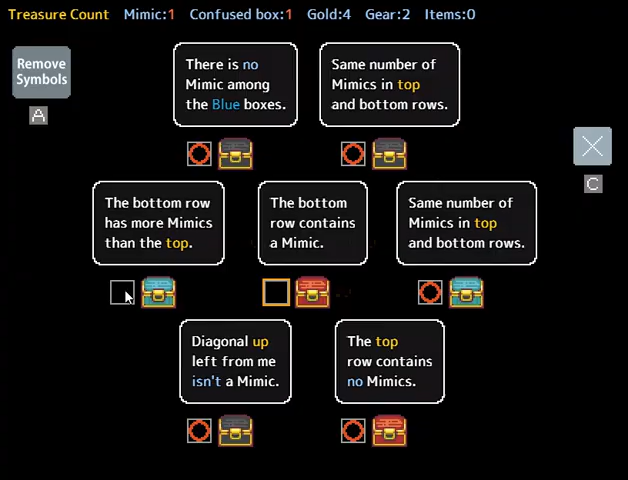 Treasure Count Mimic:1 Confused box:1 Gold:4 Gear:2 Items:0
Remove
Symbols
A
There is no
Mimic among
the Blue boxes.
Same number of
Mimics in top
and bottom rows.
C
The bottom row
has more Mimics
than the top.
The bottom
row contains
a Mimic.
Same number of
Mimics in top
and bottom rows.
Diagonal up
left from me
isn't a Mimic.
The top
row contains
no Mimics.